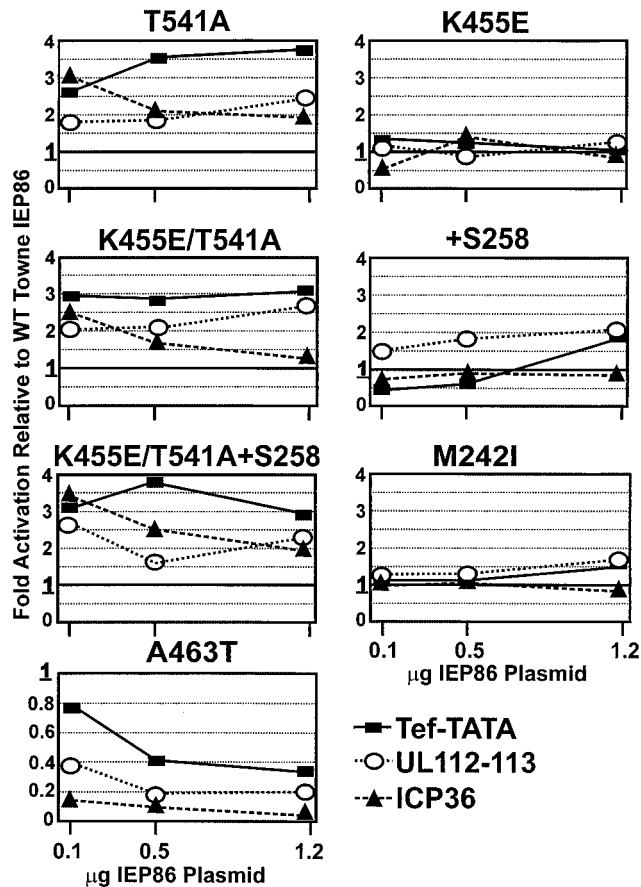 Fold Activation Relative to WT Towne IEP86
T541A
4
3
2
1
0
K455E
4
3
2
1
0
K455E/T541A
4
3
2
1
0
+S258
4
3
2
1
0
K455E/T541A+S258
4
3
2
1
0
M242I
4
3
2
1
0
0.1 0.5 1.2
µg IEP86 Plasmid
A463T
1
0.8
0.6
0.4
0.2
0
0.1 0.5 1.2
µg IEP86 Plasmid
Tef-TATA
UL112-113
ICP36